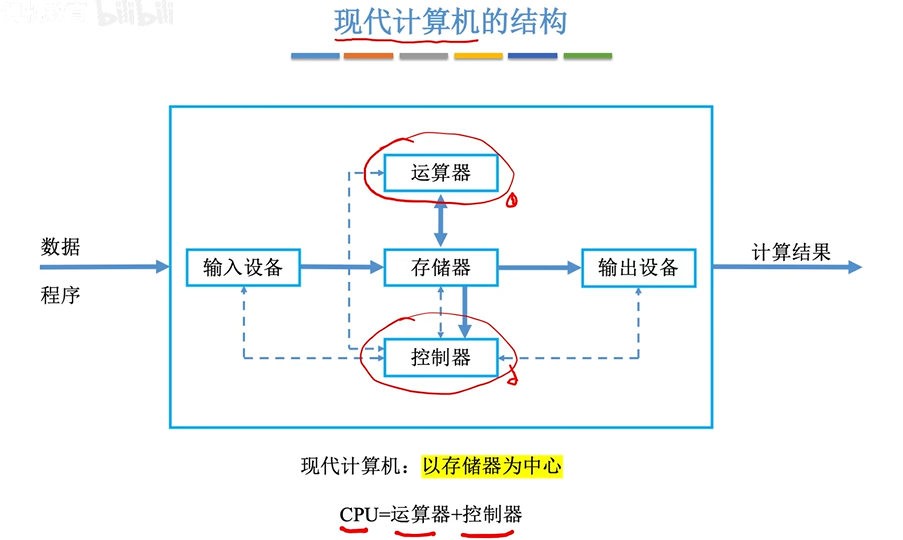 bilibili
现代计算机的结构
运算器
数据
程序
输入设备
存储器
输出设备
计算结果
控制器
现代计算机：以存储器为中心
CPU=运算器+控制器